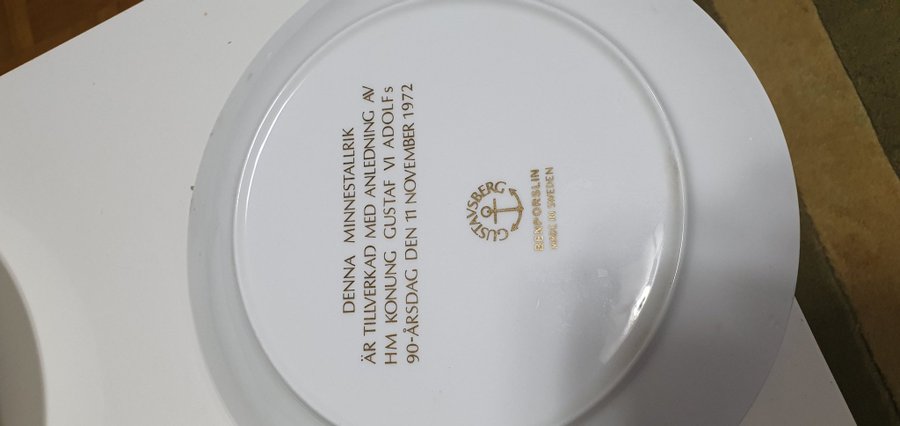 DENNA MINNESTALLRIK
ÄR TILLVERKAD MED ANLEDNING AV
HM KONUNG GUSTAF VI ADOLFs
90-ÅRSDAG DEN 11 NOVEMBER 1972
GUSTAVSBERG
BENPORSLIN
MADE IN SWEDEN